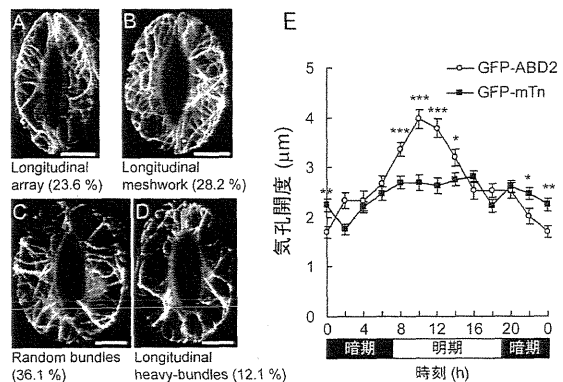 A
B
Longitudinal
array (23.6 %)
Longitudinal
meshwork (28.2 %)
C
D
Random bundles
(36.1 %)
Longitudinal
heavy-bundles (12.1 %)
E
GFP-ABD2
GFP-mTn
気孔開度 (μm)
5
4
3
2
1
0
***
***
***
*
**
*
**
0 4 8 12 16 20 0
暗期 明期 暗期
時刻 (h)